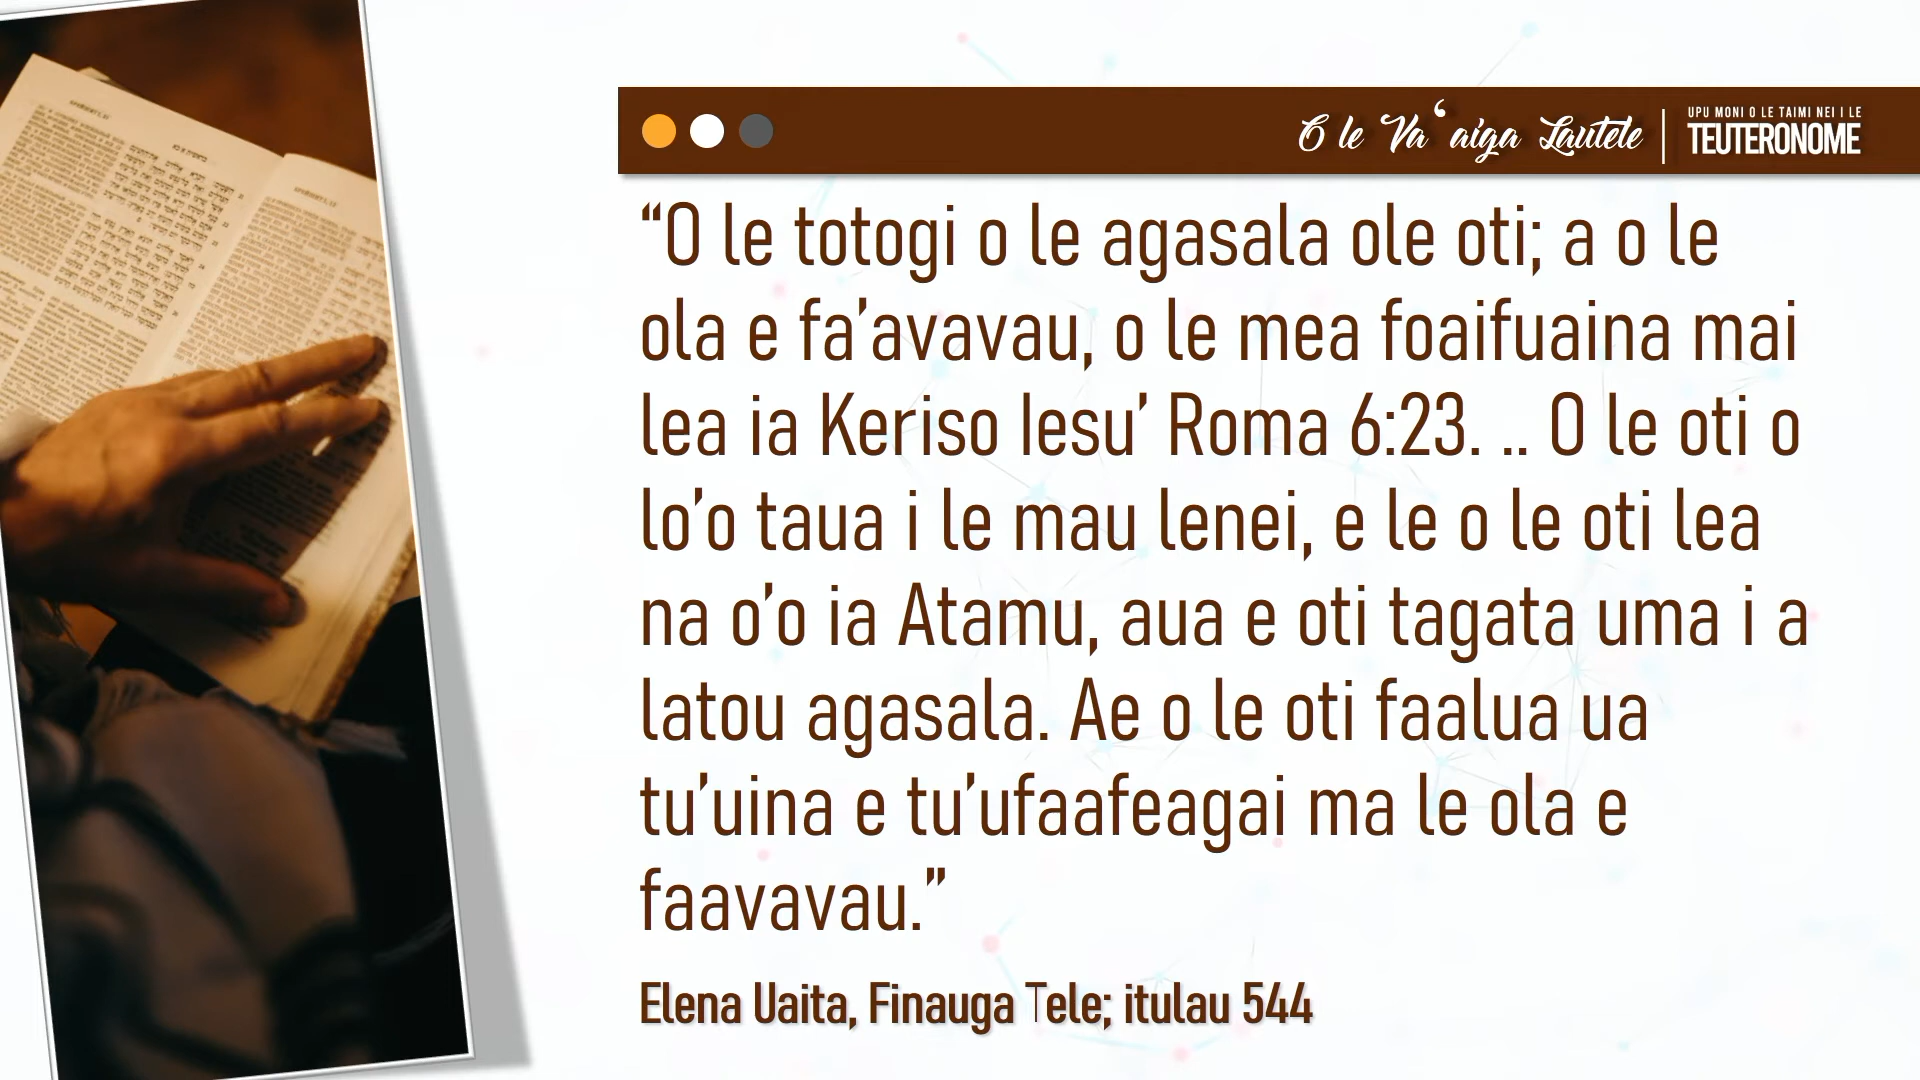 O le Va‘aiga Lautele
UPU MONI O LE TAIMI NEI I LE
TEUTERONOME
“O le totogi o le agasala ole oti; a o le
ola e fa’avavau, o le mea foaifuaina mai
lea ia Keriso Iesu’ Roma 6:23. .. O le oti o
lo’o taua i le mau lenei, e le o le oti lea
na o’o ia Atamu, aua e oti tagata uma i a
latou agasala. Ae o le oti faalua ua
tu’uina e tu’ufaafeagai ma le ola e
faavavau.”
Elena Uaita, Finauga Tele; itulau 544